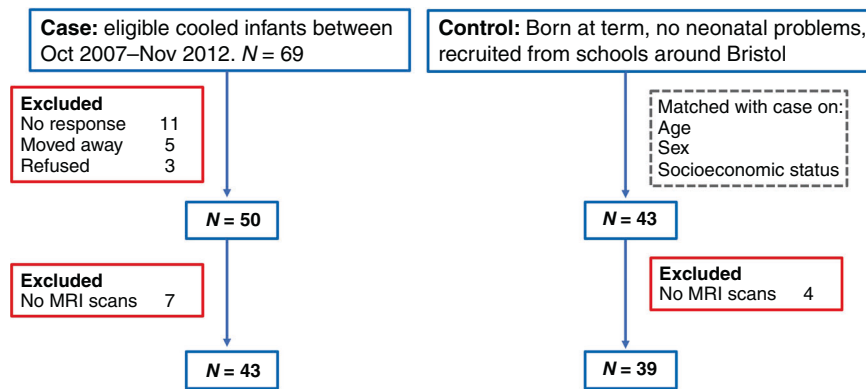 Case: eligible cooled infants between
Oct 2007–Nov 2012. N = 69
Control: Born at term, no neonatal problems,
recruited from schools around Bristol
Excluded
No response 11
Moved away 5
Refused 3
Matched with case on:
Age
Sex
Socioeconomic status
N = 50
N = 43
Excluded
No MRI scans 7
Excluded
No MRI scans 4
N = 43
N = 39